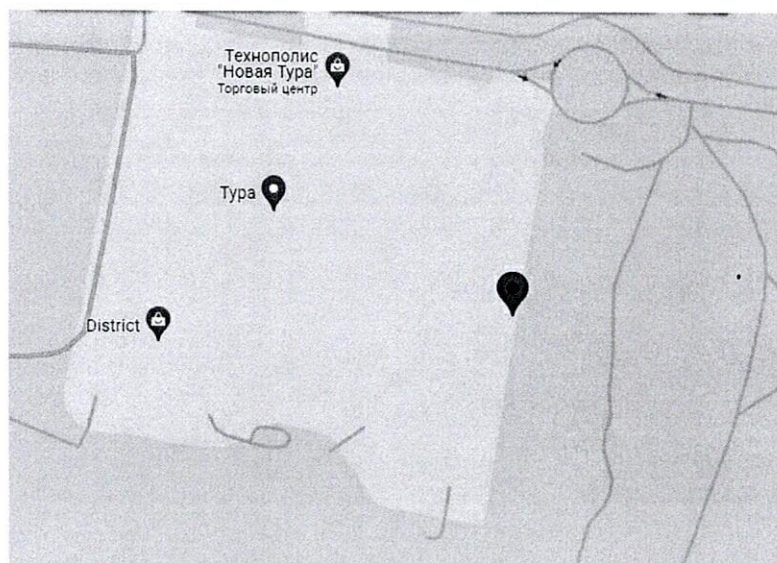 Технополис
"Новая Тура"
Торговый центр
Тура
District